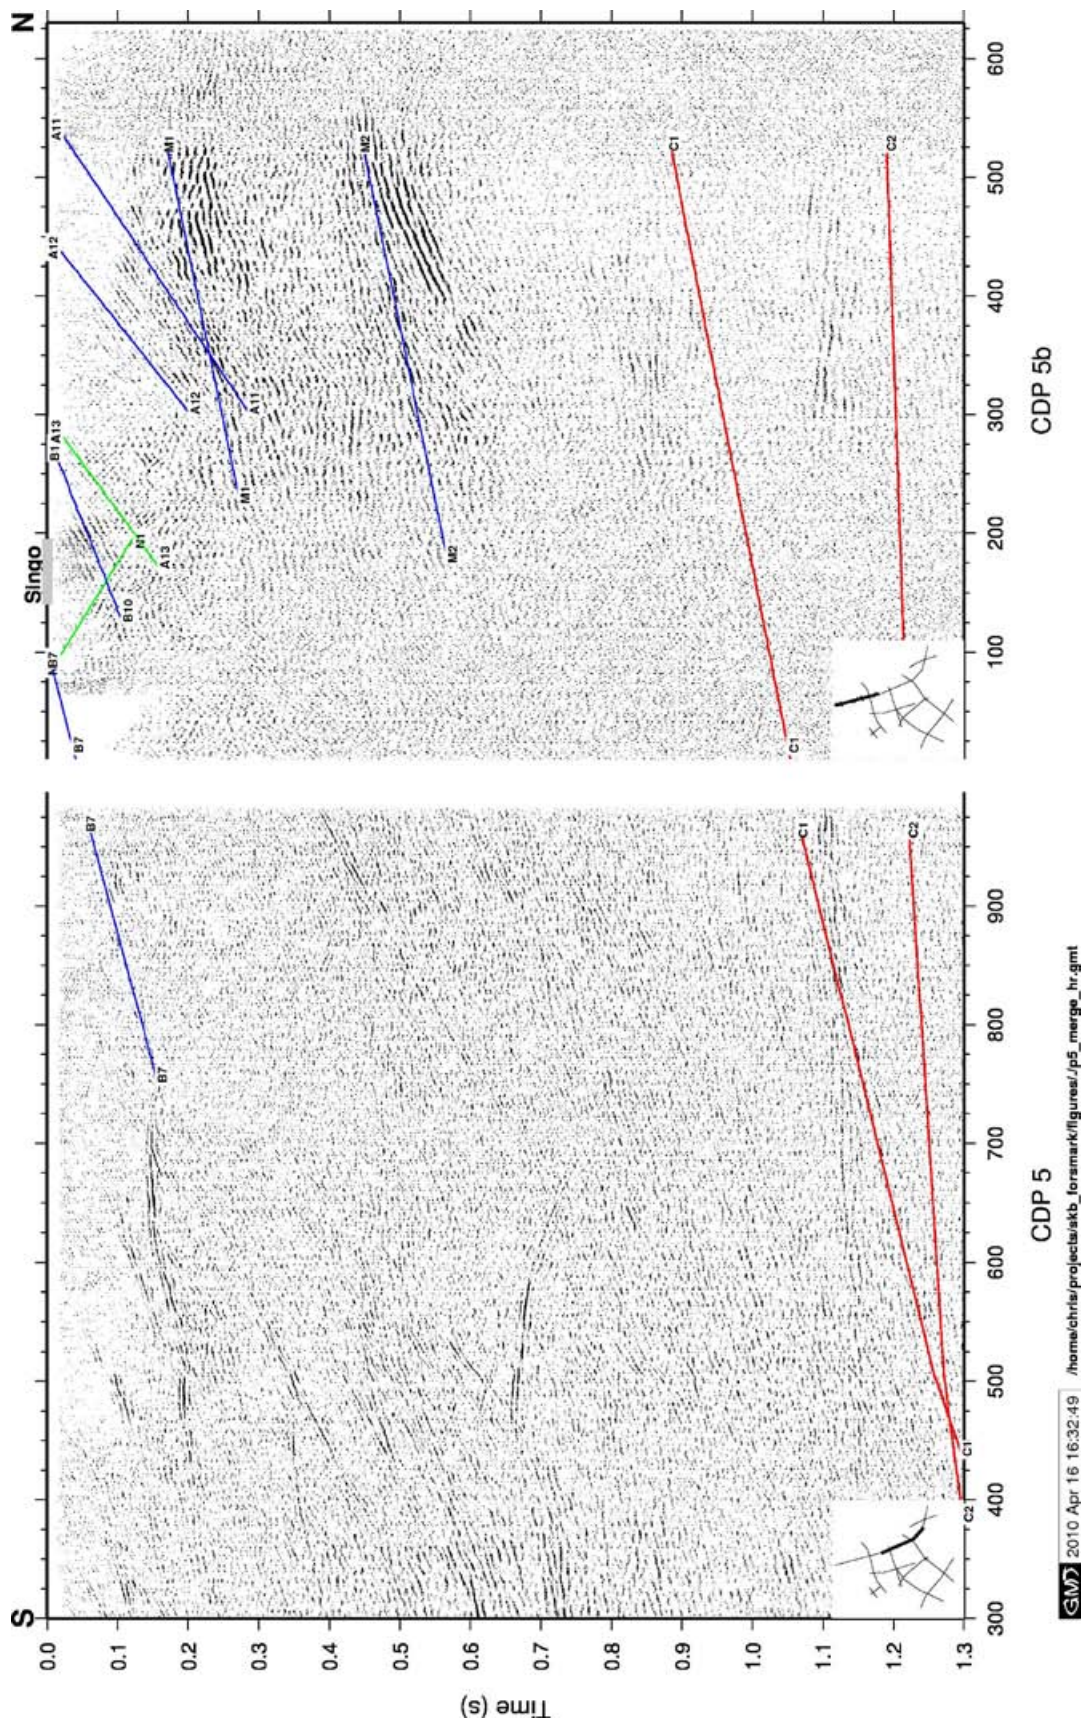 S
N
Singo
B7
B7
B7
AB7
B1
A13
A12
A11
B10
N1
A13
A12
A11
M1
M1
M2
M2
C1
C1
C2
C1
C2
C1
C2
0.0
0.1
0.2
0.3
0.4
0.5
0.6
0.7
0.8
0.9
1.0
1.1
1.2
1.3
Time (s)
300
400
500
600
700
800
900
100
200
300
400
500
600
CDP 5
CDP 5b
GMT 2010 Apr 16 16:32:49 /home/chris/projects/skb_forsmark/figures/./p5_merge_hr.gmt